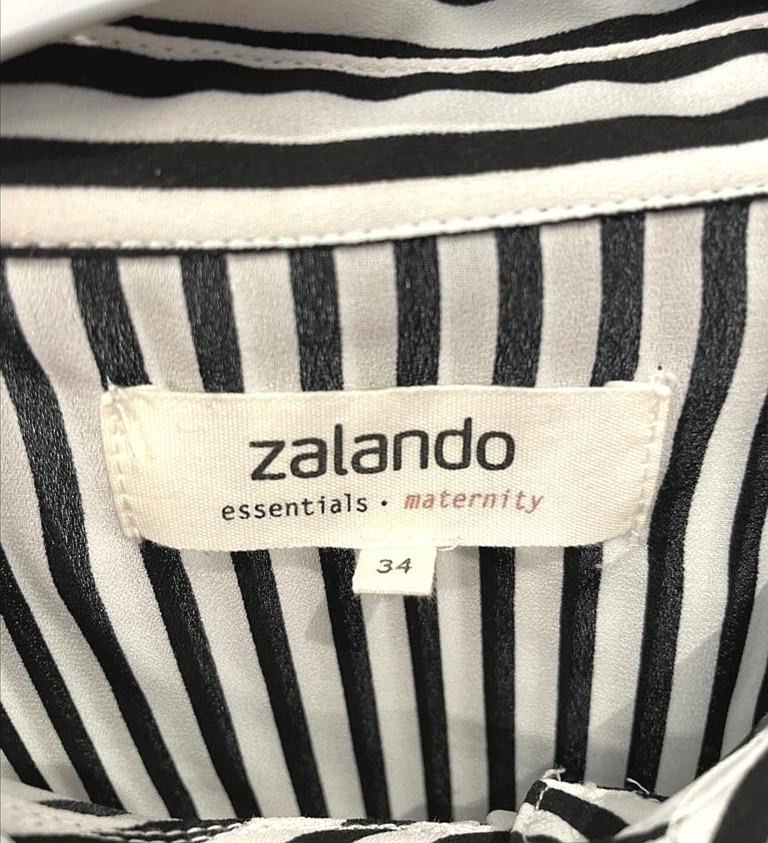 zalando
essentials · maternity
34